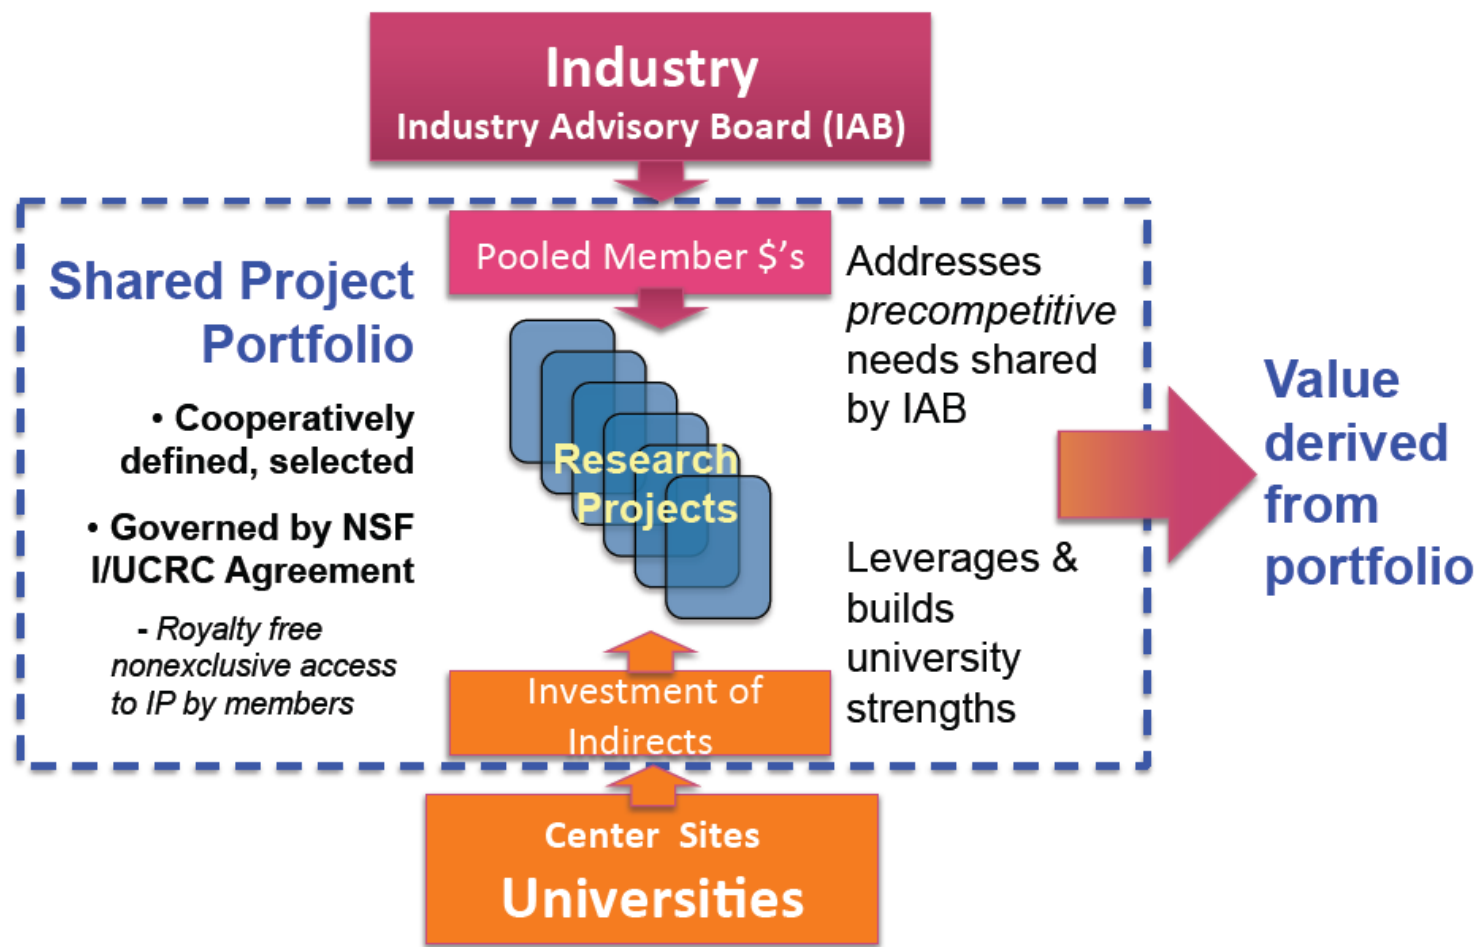 Industry
Industry Advisory Board (IAB)
Pooled Member $'s
Shared Project
Portfolio
• Cooperatively
defined, selected
• Governed by NSF
I/UCRC Agreement
- Royalty free
nonexclusive access
to IP by members
Research
Projects
Addresses
precompetitive
needs shared
by IAB
Leverages &
builds
university
strengths
Value
derived
from
portfolio
Investment of
Indirects
Center Sites
Universities